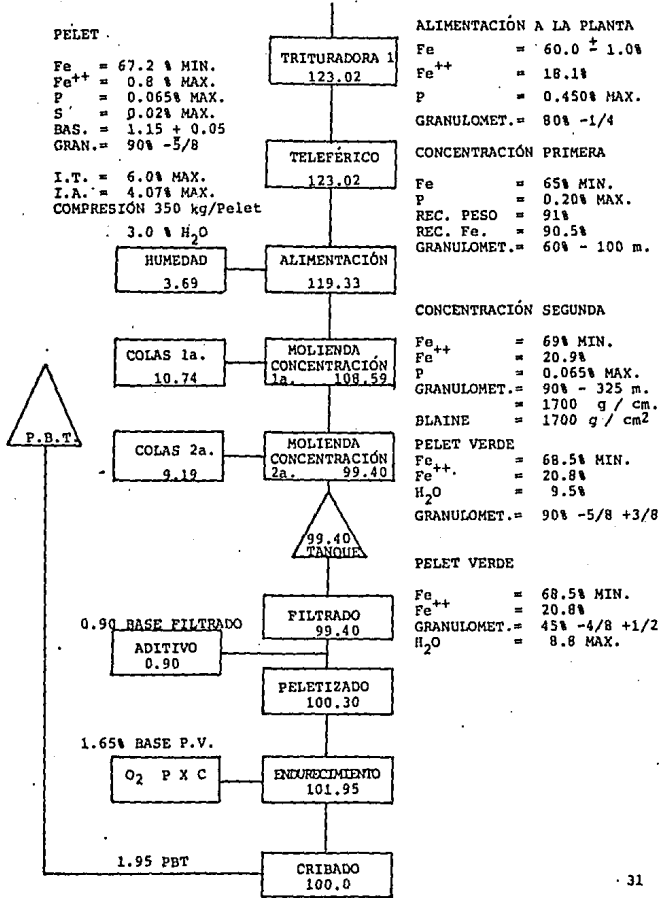 PELET
Fe = 67.2 % MIN.
Fe++ = 0.8 % MAX.
P = 0.065% MAX.
S = 0.02% MAX.
BAS. = 1.15 + 0.05
GRAN.= 90% -5/8
I.T. = 6.0% MAX.
I.A. = 4.07% MAX.
COMPRESIÓN 350 kg/Pelet
3.0 % H2O
TRITURADORA 1
123.02
TELEFÉRICO
123.02
HUMEDAD
3.69
ALIMENTACIÓN
119.33
COLAS 1a.
10.74
MOLIENDA
CONCENTRACIÓN
1a. 108.59
P.B.T.
COLAS 2a.
9.19
MOLIENDA
CONCENTRACIÓN
2a. 99.40
99.40
TANQUE
FILTRADO
99.40
0.90 BASE FILTRADO
ADITIVO
0.90
PELETIZADO
100.30
1.65% BASE P.V.
O2 P X C
ENDURECIMIENTO
101.95
1.95 PBT
CRIBADO
100.0
ALIMENTACIÓN A LA PLANTA
Fe = 60.0 ± 1.0%
Fe++ = 18.1%
P = 0.450% MAX.
GRANULOMET.= 80% -1/4
CONCENTRACIÓN PRIMERA
Fe = 65% MIN.
P = 0.20% MAX.
REC. PESO = 91%
REC. Fe. = 90.5%
GRANULOMET.= 60% - 100 m.
CONCENTRACIÓN SEGUNDA
Fe = 69% MIN.
Fe++ = 20.9%
P = 0.065% MAX.
GRANULOMET.= 90% - 325 m.
= 1700 g / cm.
BLAINE = 1700 g / cm2
PELET VERDE
Fe = 68.5% MIN.
Fe++. = 20.8%
H2O = 9.5%
GRANULOMET.= 90% -5/8 +3/8
PELET VERDE
Fe = 68.5% MIN.
Fe++ = 20.8%
GRANULOMET.= 45% -4/8 +1/2
H2O = 8.8 MAX.
31